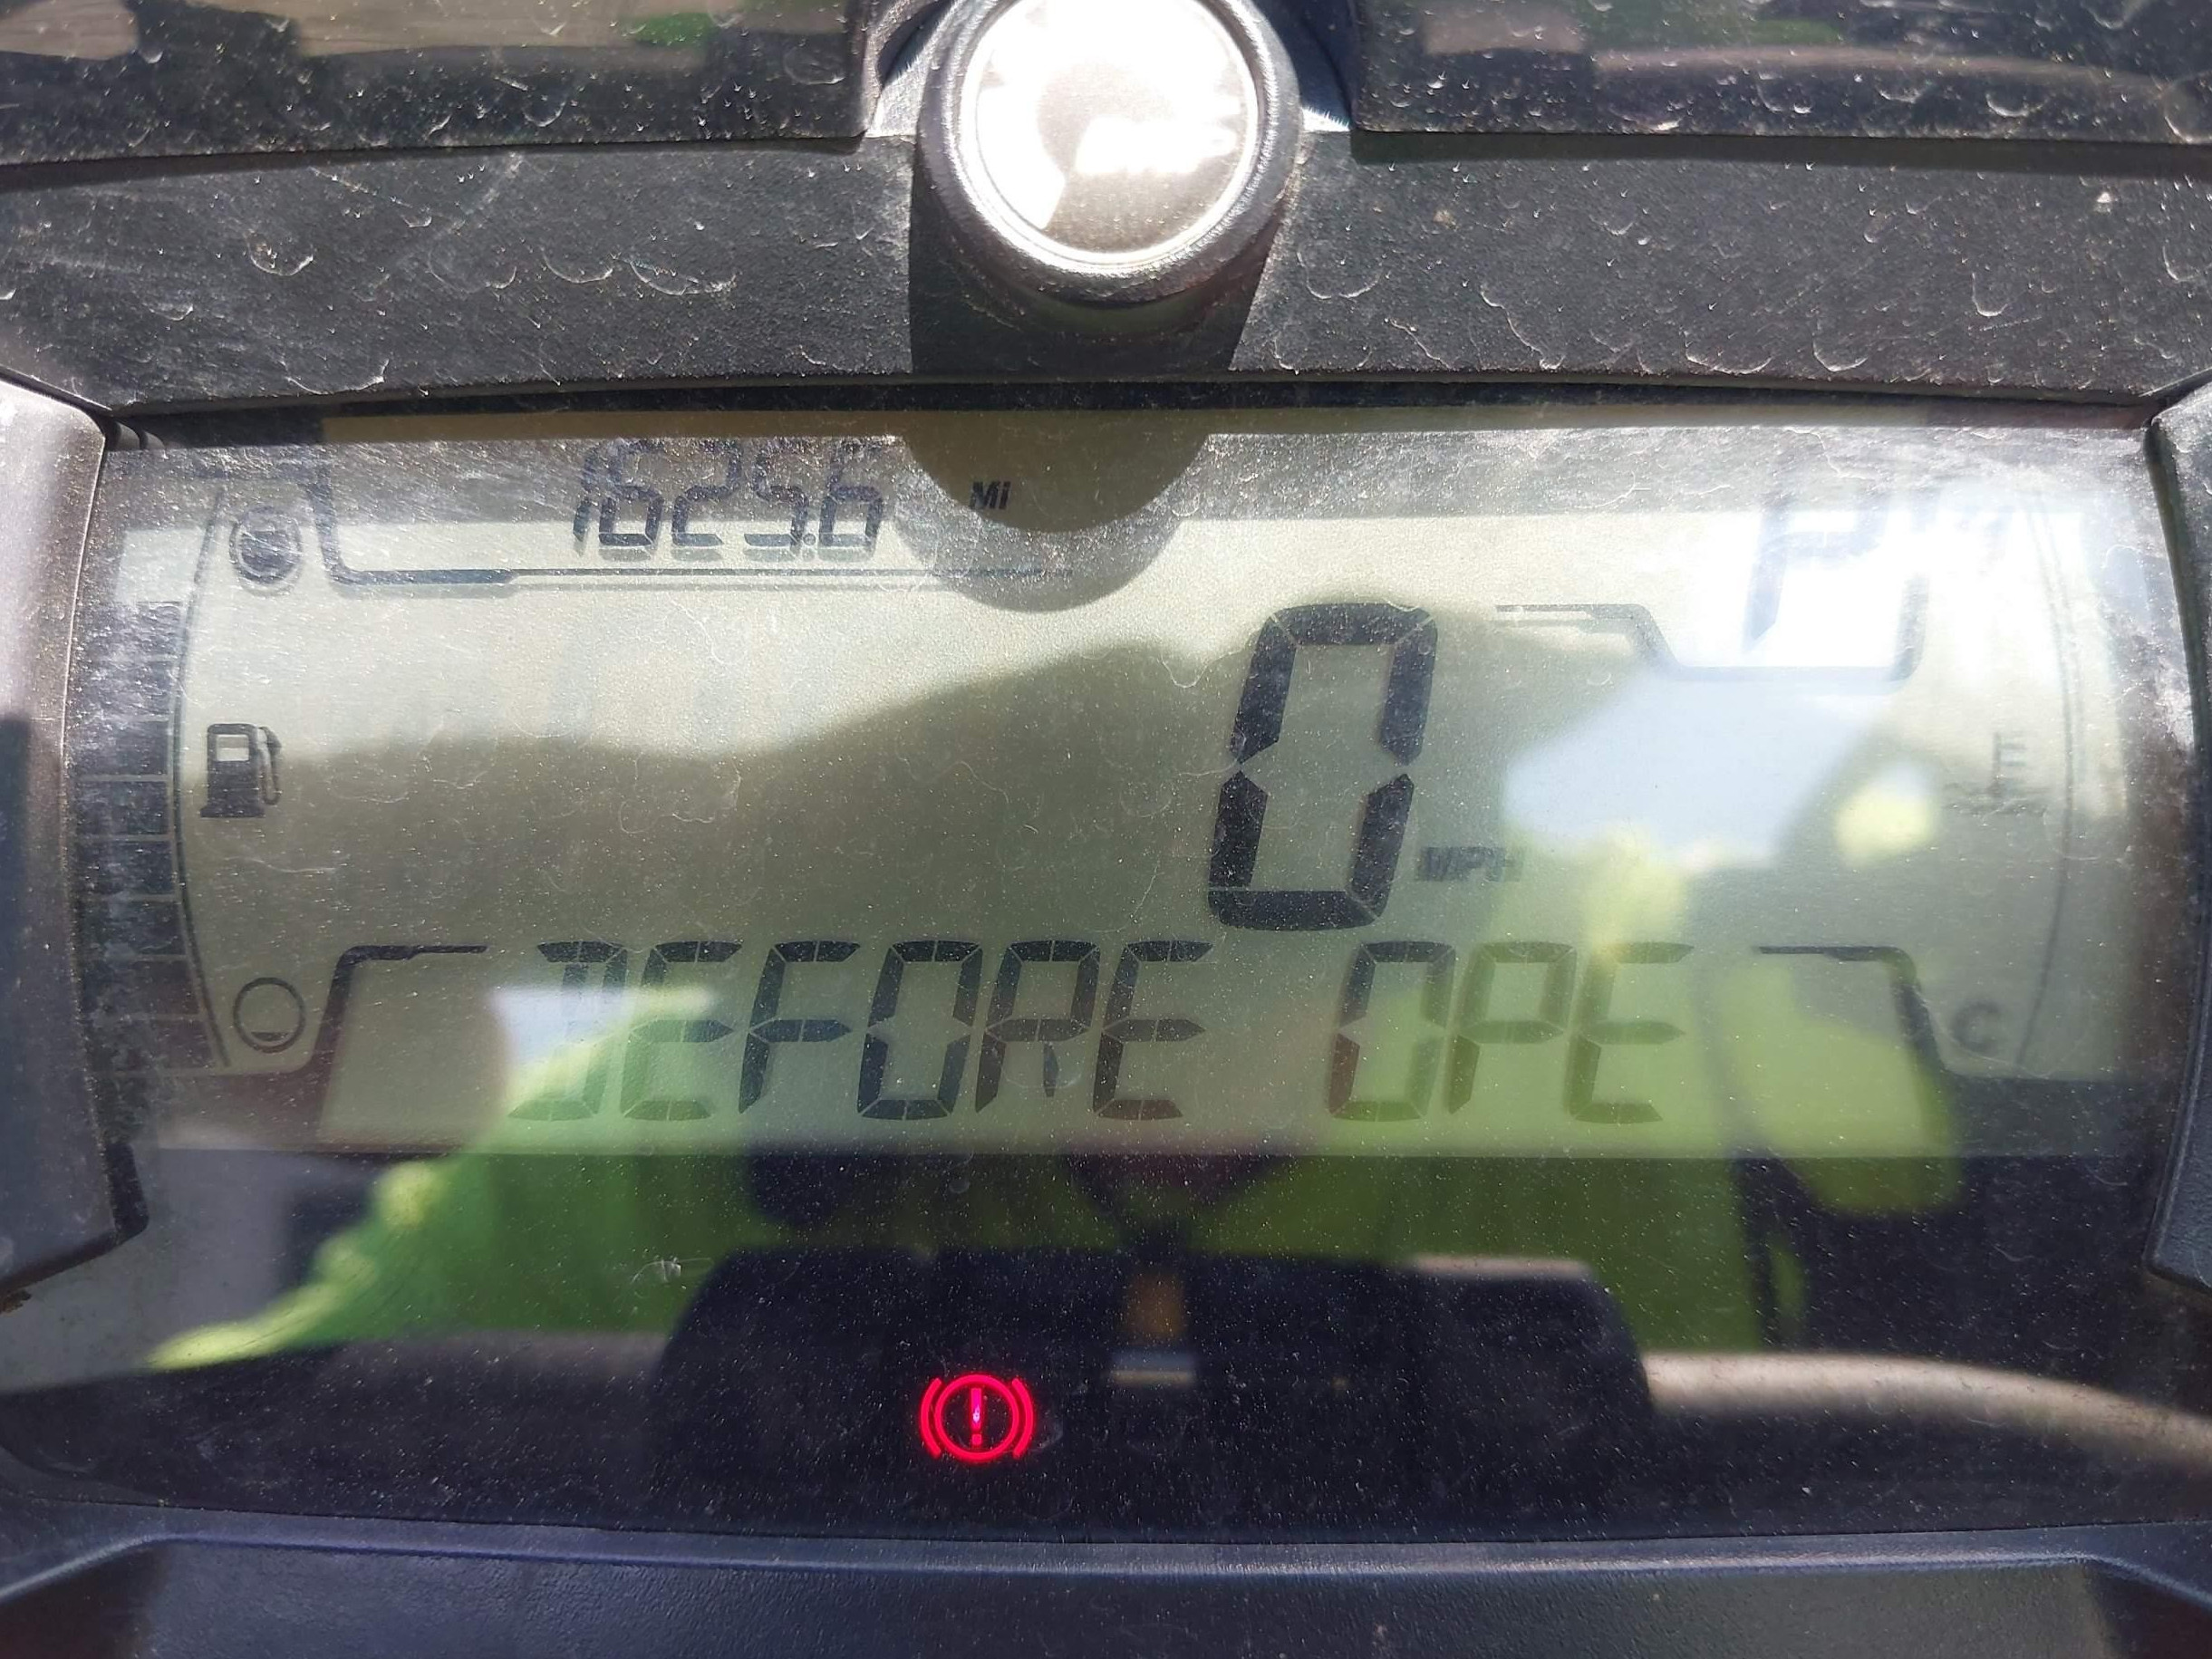 1625.6 Mi
P
0 MPH
E
BEFORE OPE
C